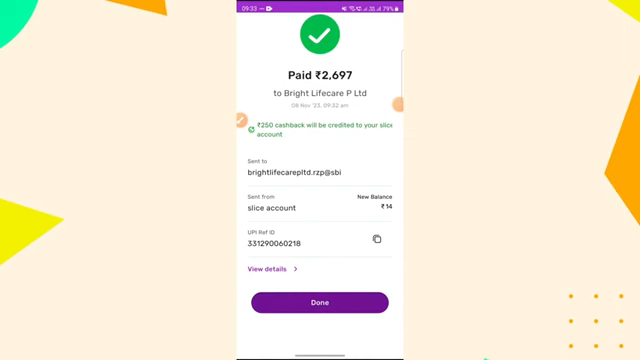 09:33
79%
Paid ₹2,697
to Bright Lifecare P Ltd
08 Nov '23, 09:32 am
₹250 cashback will be credited to your slice
account
Sent to
brightlifecarepltd.rzp@sbi
Sent from
New Balance
slice account
₹14
UPI Ref ID
331290060218
View details
Done